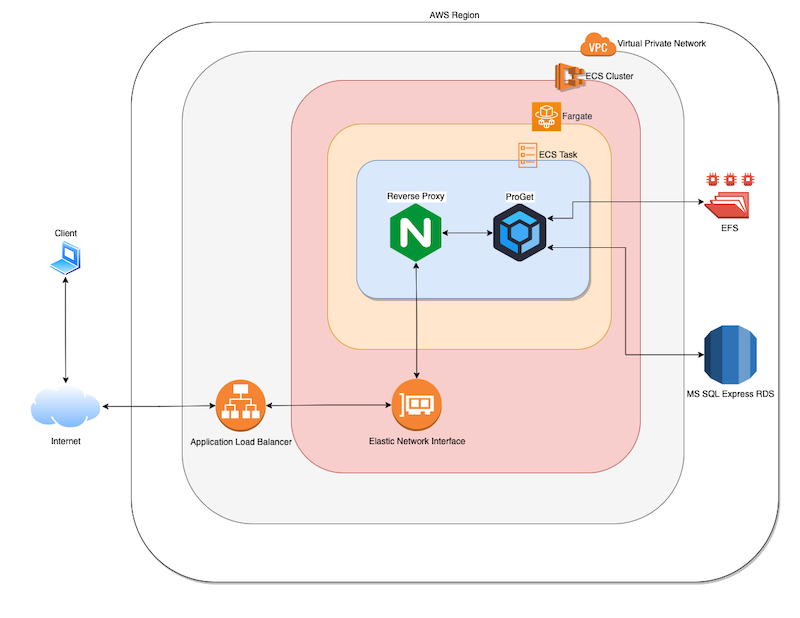 AWS Region
VPC
Virtual Private Network
ECS Cluster
Fargate
ECS Task
Reverse Proxy
N
ProGet
EFS
Client
MS SQL Express RDS
Internet
Application Load Balancer
Elastic Network Interface